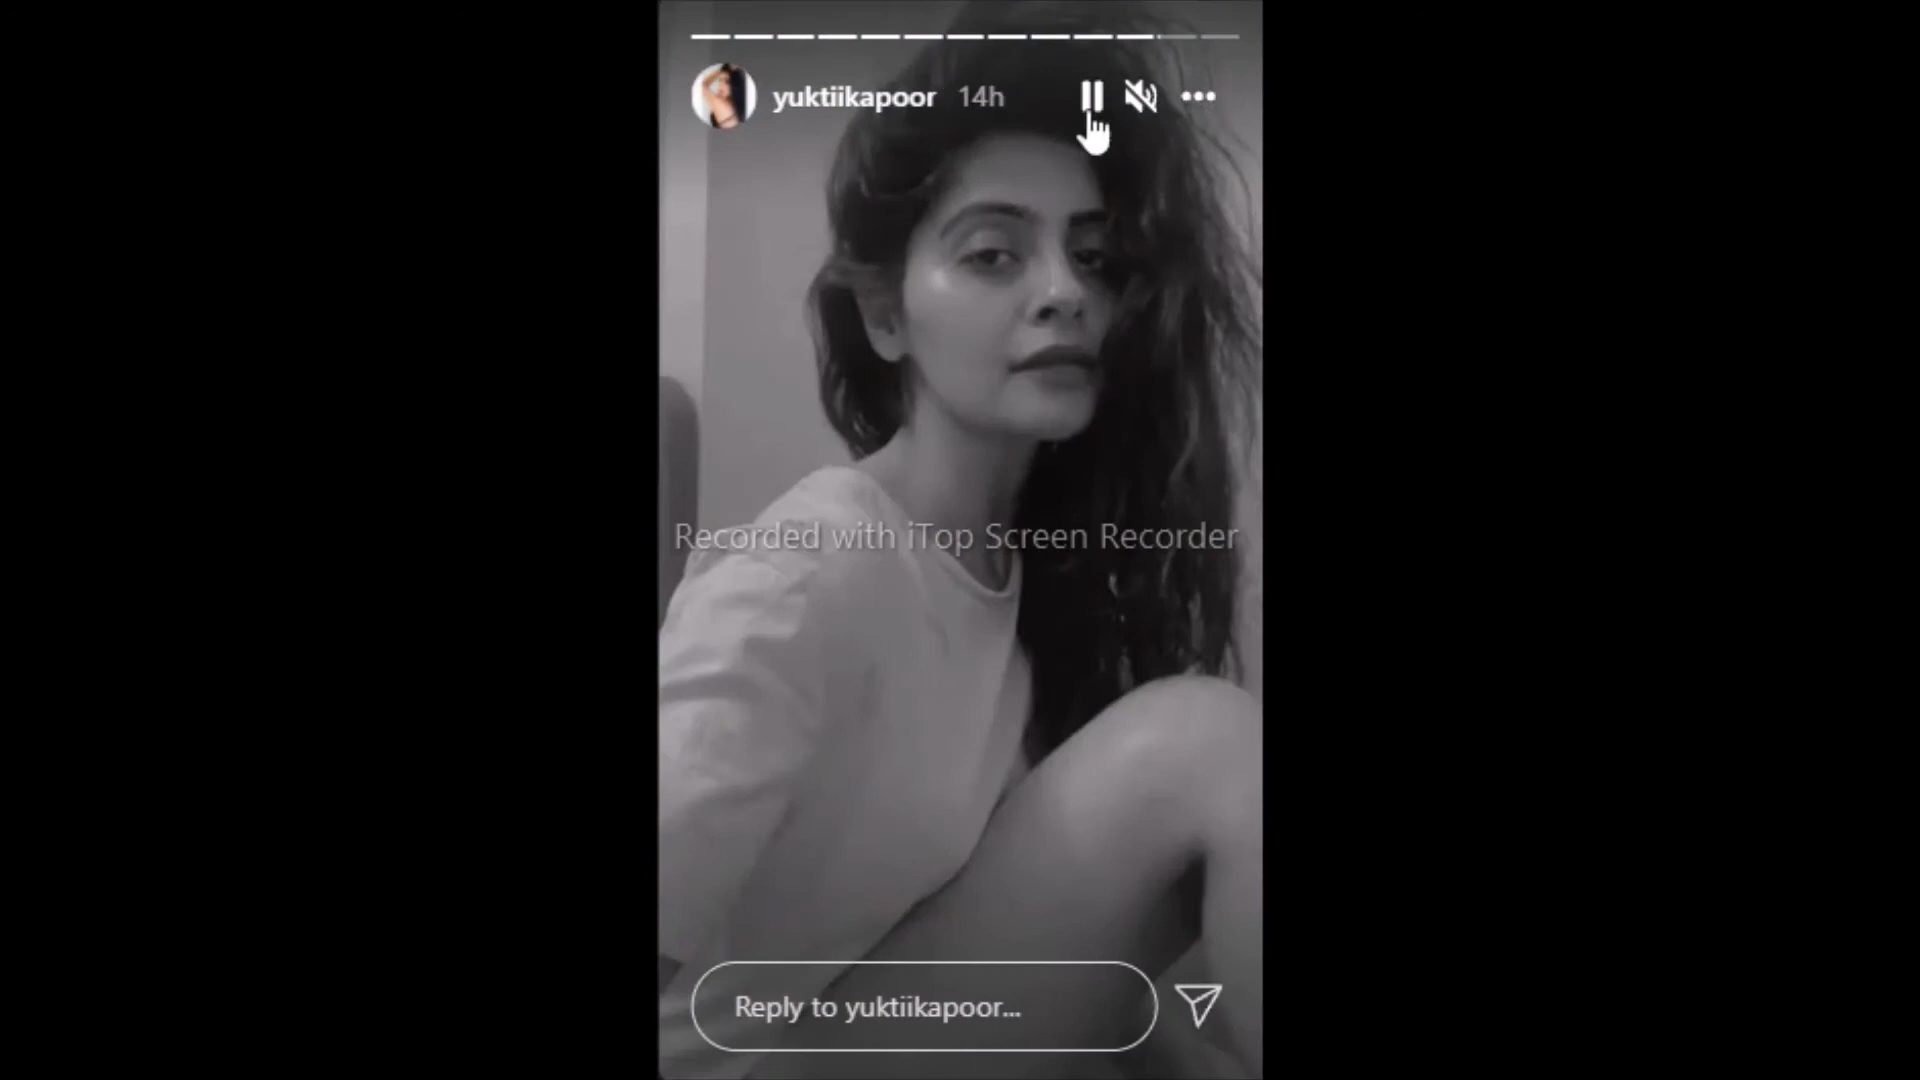 yuktiikapoor 14h
Recorded with iTop Screen Recorder
Reply to yuktiikapoor...